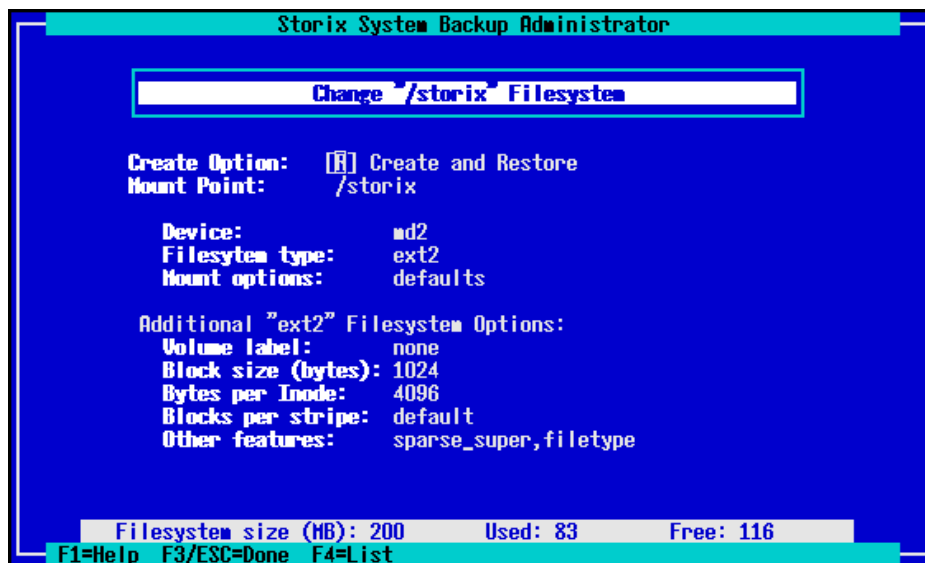 Storix System Backup Administrator
Change "/storix" Filesystem
Create Option: [R] Create and Restore
Mount Point: /storix
Device: md2
Filesytem type: ext2
Mount options: defaults
Additional "ext2" Filesystem Options:
Volume label: none
Block size (bytes): 1024
Bytes per Inode: 4096
Blocks per stripe: default
Other features: sparse_super,filetype
Filesystem size (MB): 200 Used: 83 Free: 116
F1=Help F3/ESC=Done F4=List